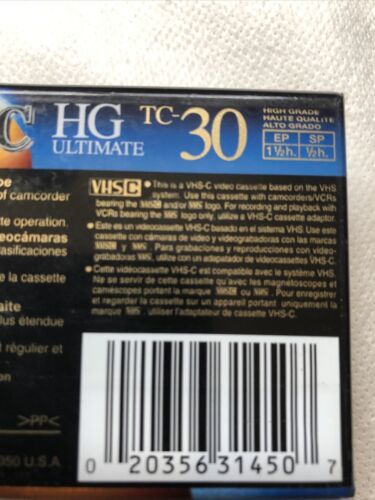 C HG TC-30
ULTIMATE
HIGH GRADE
HAUTE QUALITÉ
ALTO GRADO
EP SP
1½h. ½h.
VHSC • This is a VHS-C video cassette based on the VHS
system. Use this cassette with camcorders/VCRs
bearing the VHSC and/or VHS logo. For recording and playback with
VCRs bearing the VHS logo only, utilize a VHS-C cassette adaptor.
• Este es un videocassette VHS-C basado en el sistema VHS. Use este
cassette con cámaras de video y videograbadoras con las marcas
VHSC y VHS. Para grabaciones y reproducciones con video-
grabadoras VHS, utilice con un adaptador de videocassettes VHS-C.
• Cette vidéocassette VHS-C est compatible avec le système VHS.
Ne se servir de cette cassette qu'avec les magnétoscopes et
caméscopes portant la marque VHSC ou VHS. Pour enregistrer
et regarder la cassette sur un appareil portant uniquement la
marque VHS, utiliser l'adaptateur de cassette VHS-C.
of camcorder
operation.
asificaciones
e la cassette
lus étendue
t régulier et
>PP<
050 U.S.A
0 20356 31450 7